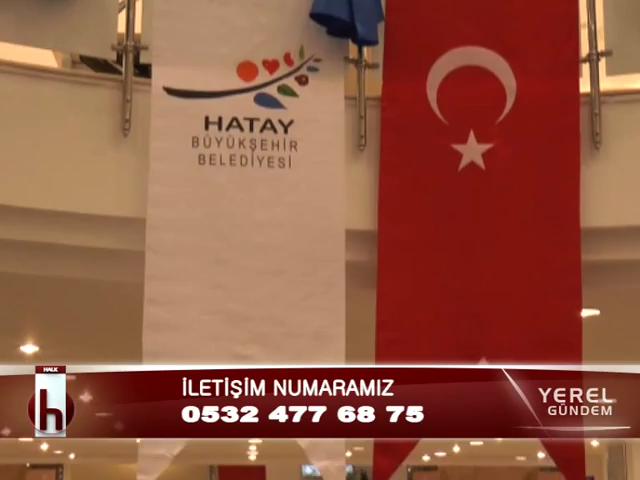 HATAY
BÜYÜKŞEHİR
BELEDİYESİ
HALK
h
İLETİŞİM NUMARAMIZ
0532 477 68 75
YEREL
GÜNDEM